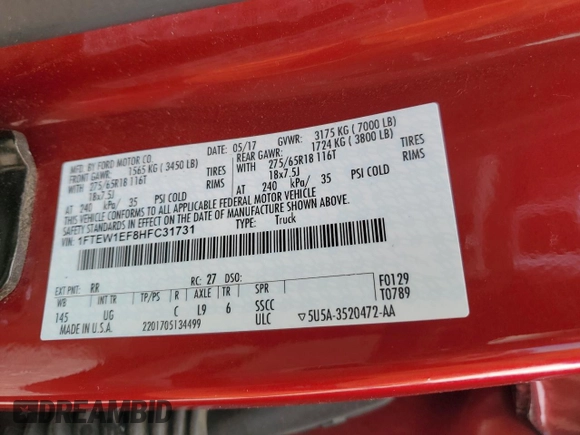 MFD. BY FORD MOTOR CO.
DATE: 05/17 GVWR: 3175 KG ( 7000 LB)
FRONT GAWR: 1565 KG ( 3450 LB) REAR GAWR: 1724 KG ( 3800 LB)
WITH 275/65R18 116T TIRES WITH 275/65R18 116T TIRES
18x7.5J RIMS 18x7.5J RIMS
AT 240 kPa/ 35 PSI COLD AT 240 kPa/ 35 PSI COLD
THIS VEHICLE CONFORMS TO ALL APPLICABLE FEDERAL MOTOR VEHICLE
SAFETY STANDARDS IN EFFECT ON THE DATE OF MANUFACTURE SHOWN ABOVE.
VIN: 1FTEW1EF8HFC31731 TYPE: Truck
EXT PNT: RR RC: 27 DSO: F0129
WB INT TR TP/PS R AXLE TR SPR T0789
145 UG C L9 6 SSCC
MADE IN U.S.A. 2201705134499 ULC ▽5U5A-3520472-AA
DREAMBID